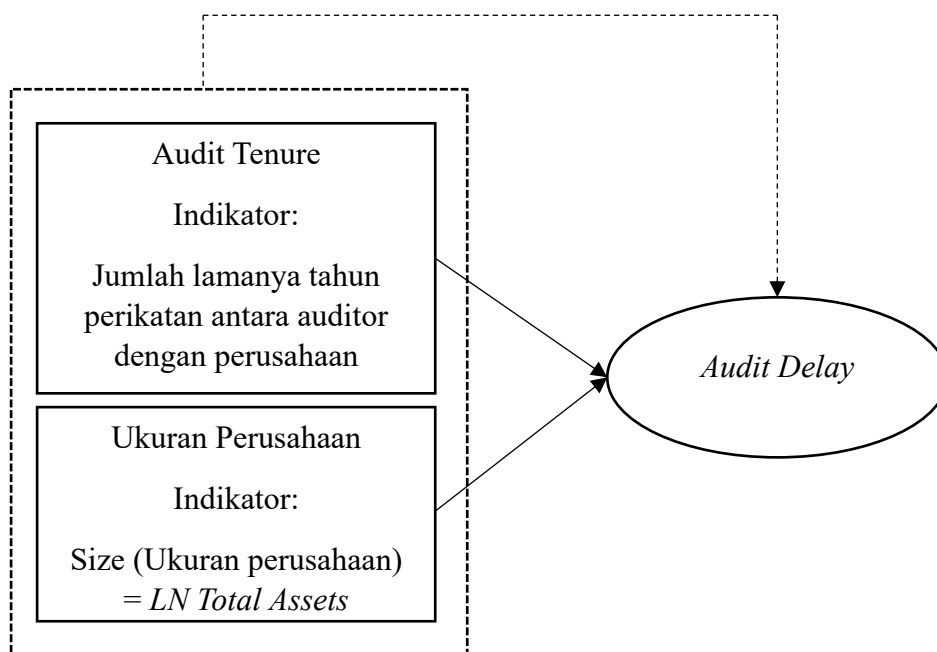 Audit Tenure
Indikator:
Jumlah lamanya tahun
perikatan antara auditor
dengan perusahaan
Ukuran Perusahaan
Indikator:
Size (Ukuran perusahaan)
= LN Total Assets
Audit Delay